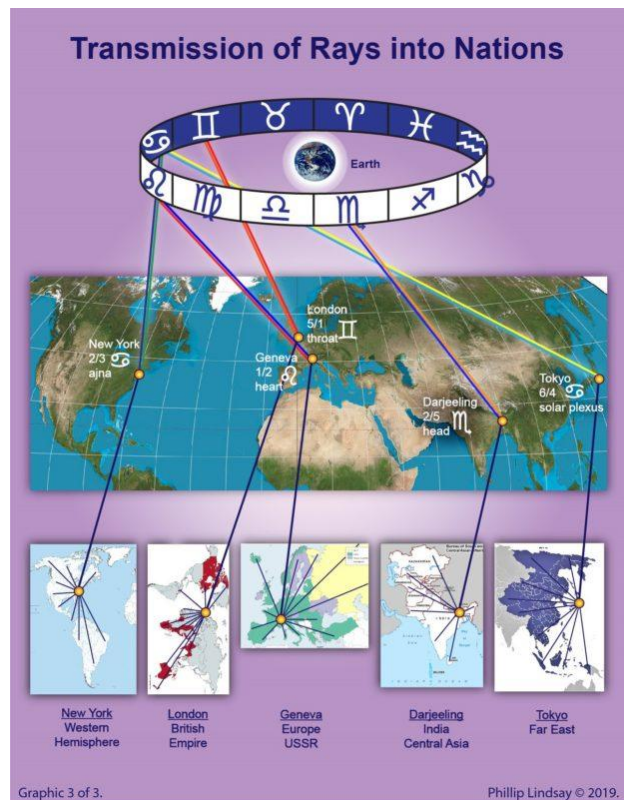 Transmission of Rays into Nations
♊ ♉ ♈ ♓
♋ ♒
Earth
♌ ♍ ♎ ♏ ♐ ♑
London
5/1 ♊
throat
New York
2/3 ♋
ajna
Geneva
1/2 ♌
heart
Darjeeling
2/5 ♏
head
Tokyo
6/4 ♋
solar plexus
INDIA
New York
Western
Hemisphere
London
British
Empire
Geneva
Europe
USSR
Darjeeling
India
Central Asia
Tokyo
Far East
Graphic 3 of 3.
Phillip Lindsay © 2019.